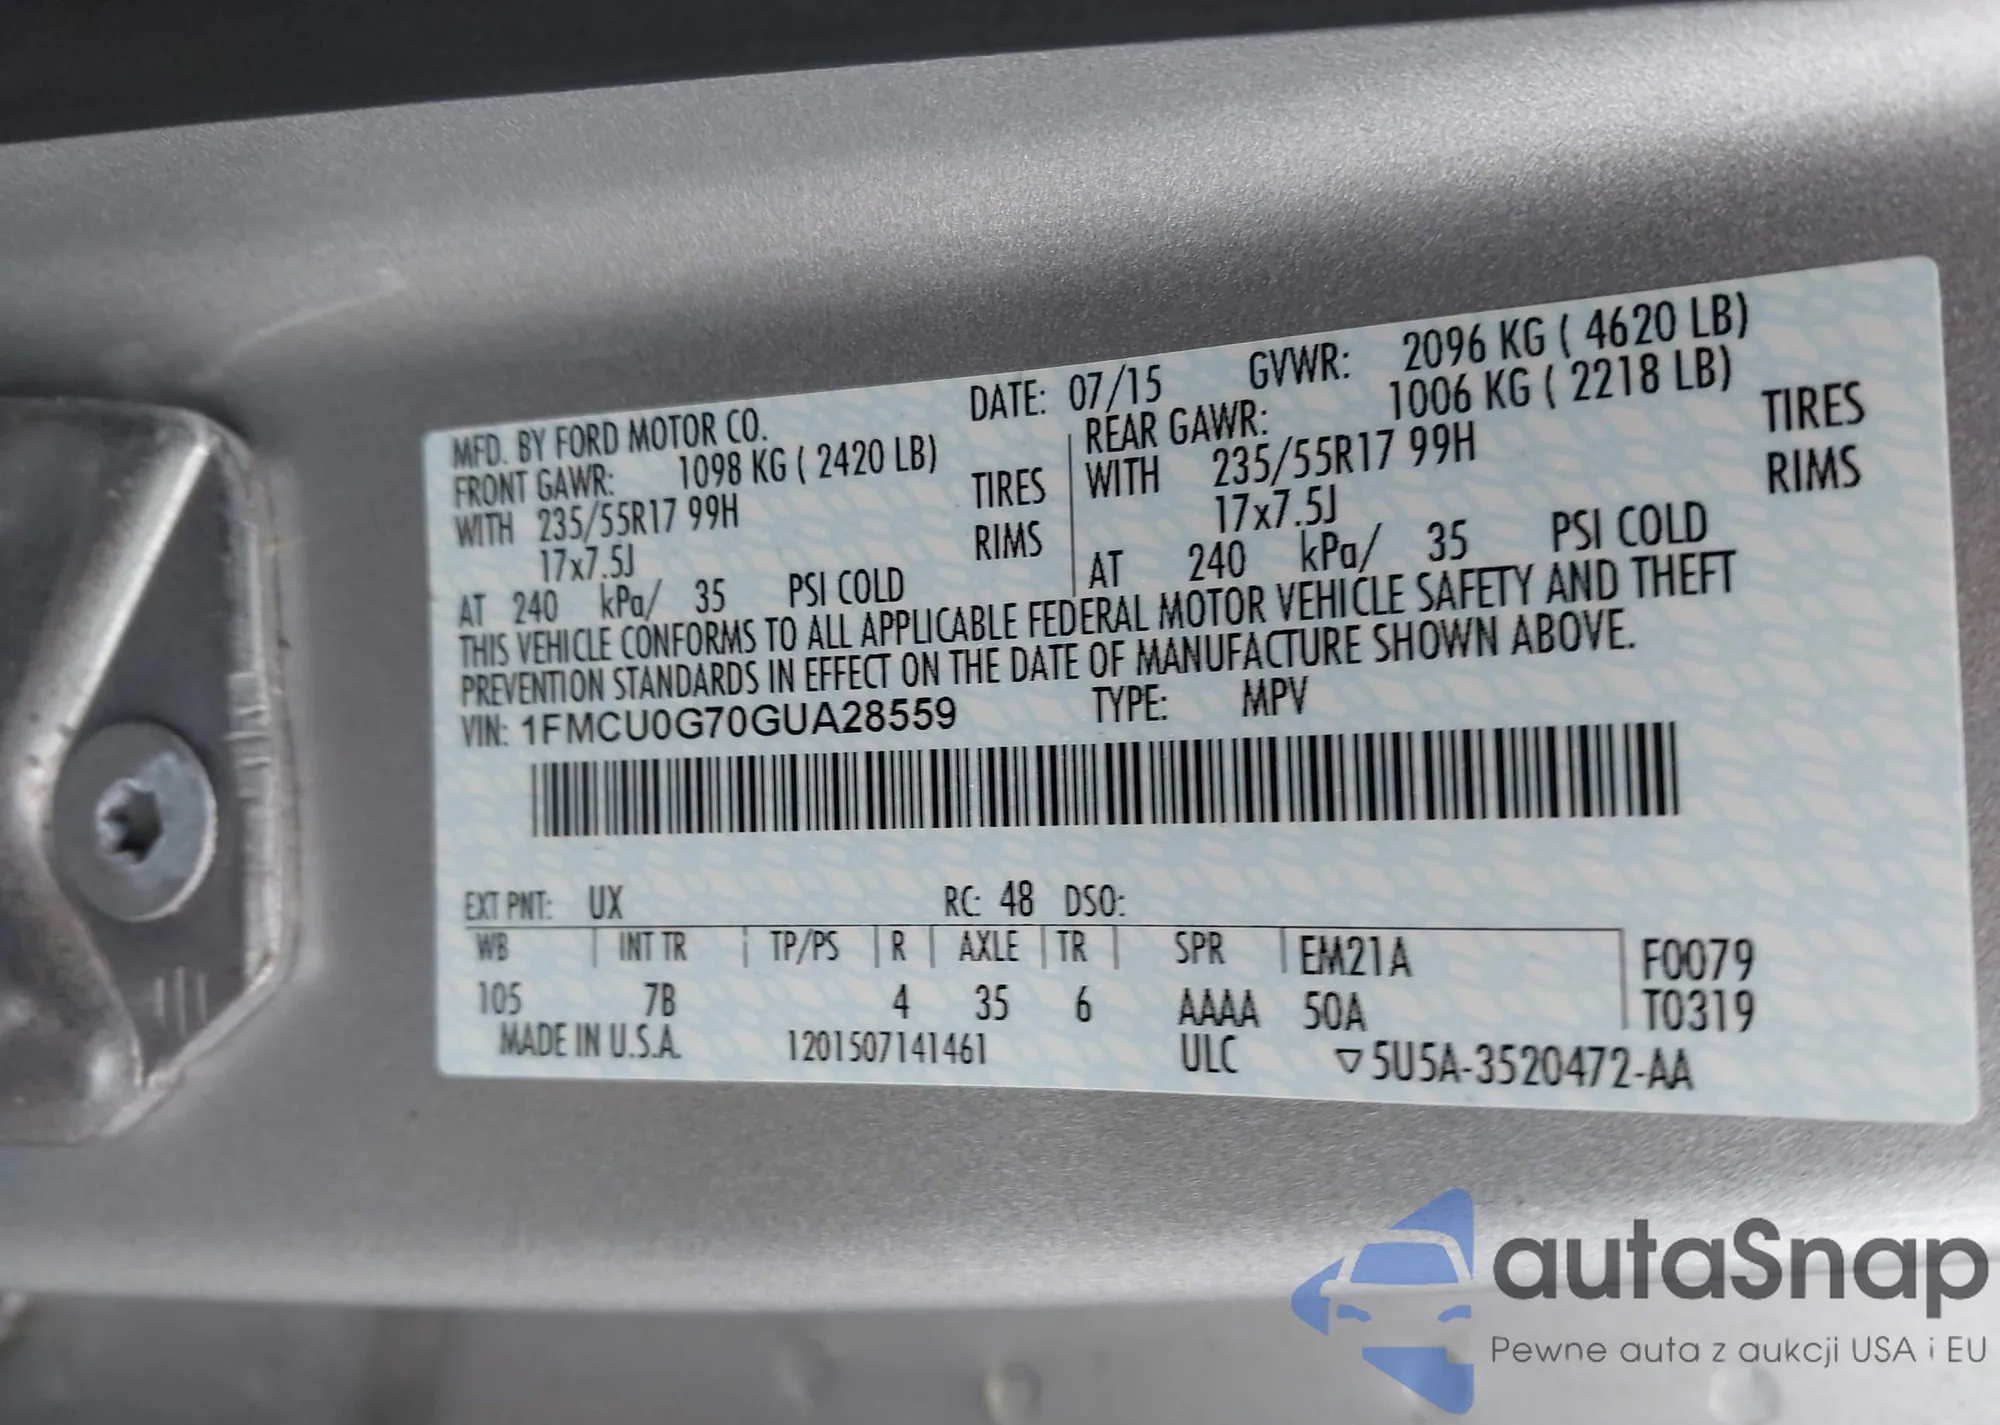 MFD. BY FORD MOTOR CO. DATE: 07/15 GVWR: 2096 KG ( 4620 LB)
FRONT GAWR: 1098 KG ( 2420 LB) REAR GAWR: 1006 KG ( 2218 LB)
WITH 235/55R17 99H TIRES WITH 235/55R17 99H TIRES
17x7.5J RIMS 17x7.5J RIMS
AT 240 kPa/ 35 PSI COLD AT 240 kPa/ 35 PSI COLD
THIS VEHICLE CONFORMS TO ALL APPLICABLE FEDERAL MOTOR VEHICLE SAFETY AND THEFT
PREVENTION STANDARDS IN EFFECT ON THE DATE OF MANUFACTURE SHOWN ABOVE.
VIN: 1FMCU0G70GUA28559 TYPE: MPV
EXT PNT: UX RC: 48 DSO:
WB INT TR TP/PS R AXLE TR SPR EM21A F0079
105 7B 4 35 6 AAAA 50A T0319
MADE IN U.S.A. 1201507141461 ULC ▽5U5A-3520472-AA
autaSnap
Pewne auta z aukcji USA i EU